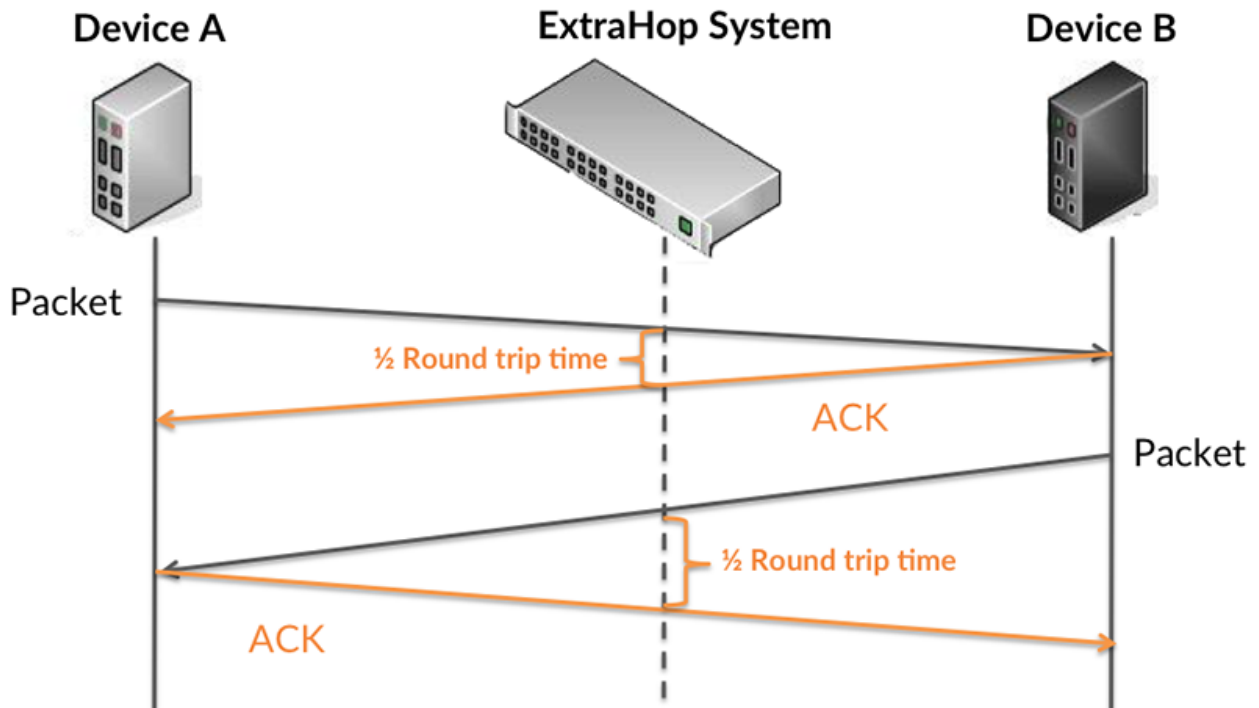 Device A
ExtraHop System
Device B
Packet
½ Round trip time
ACK
Packet
½ Round trip time
ACK